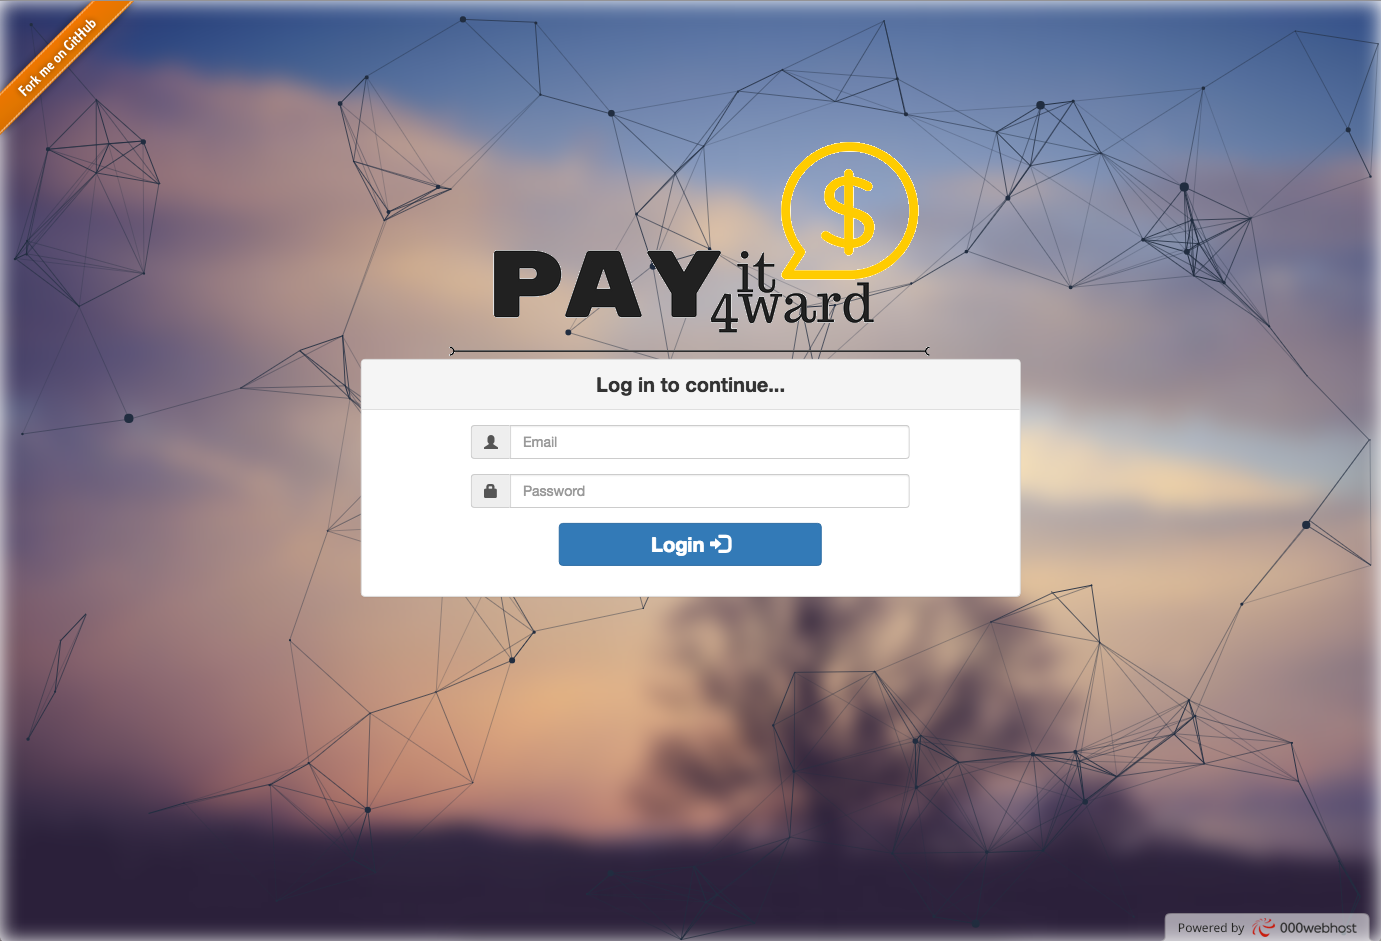 Fork me on GitHub
$
PAY it
4ward
Log in to continue...
Email
Password
Login
Powered by 000webhost